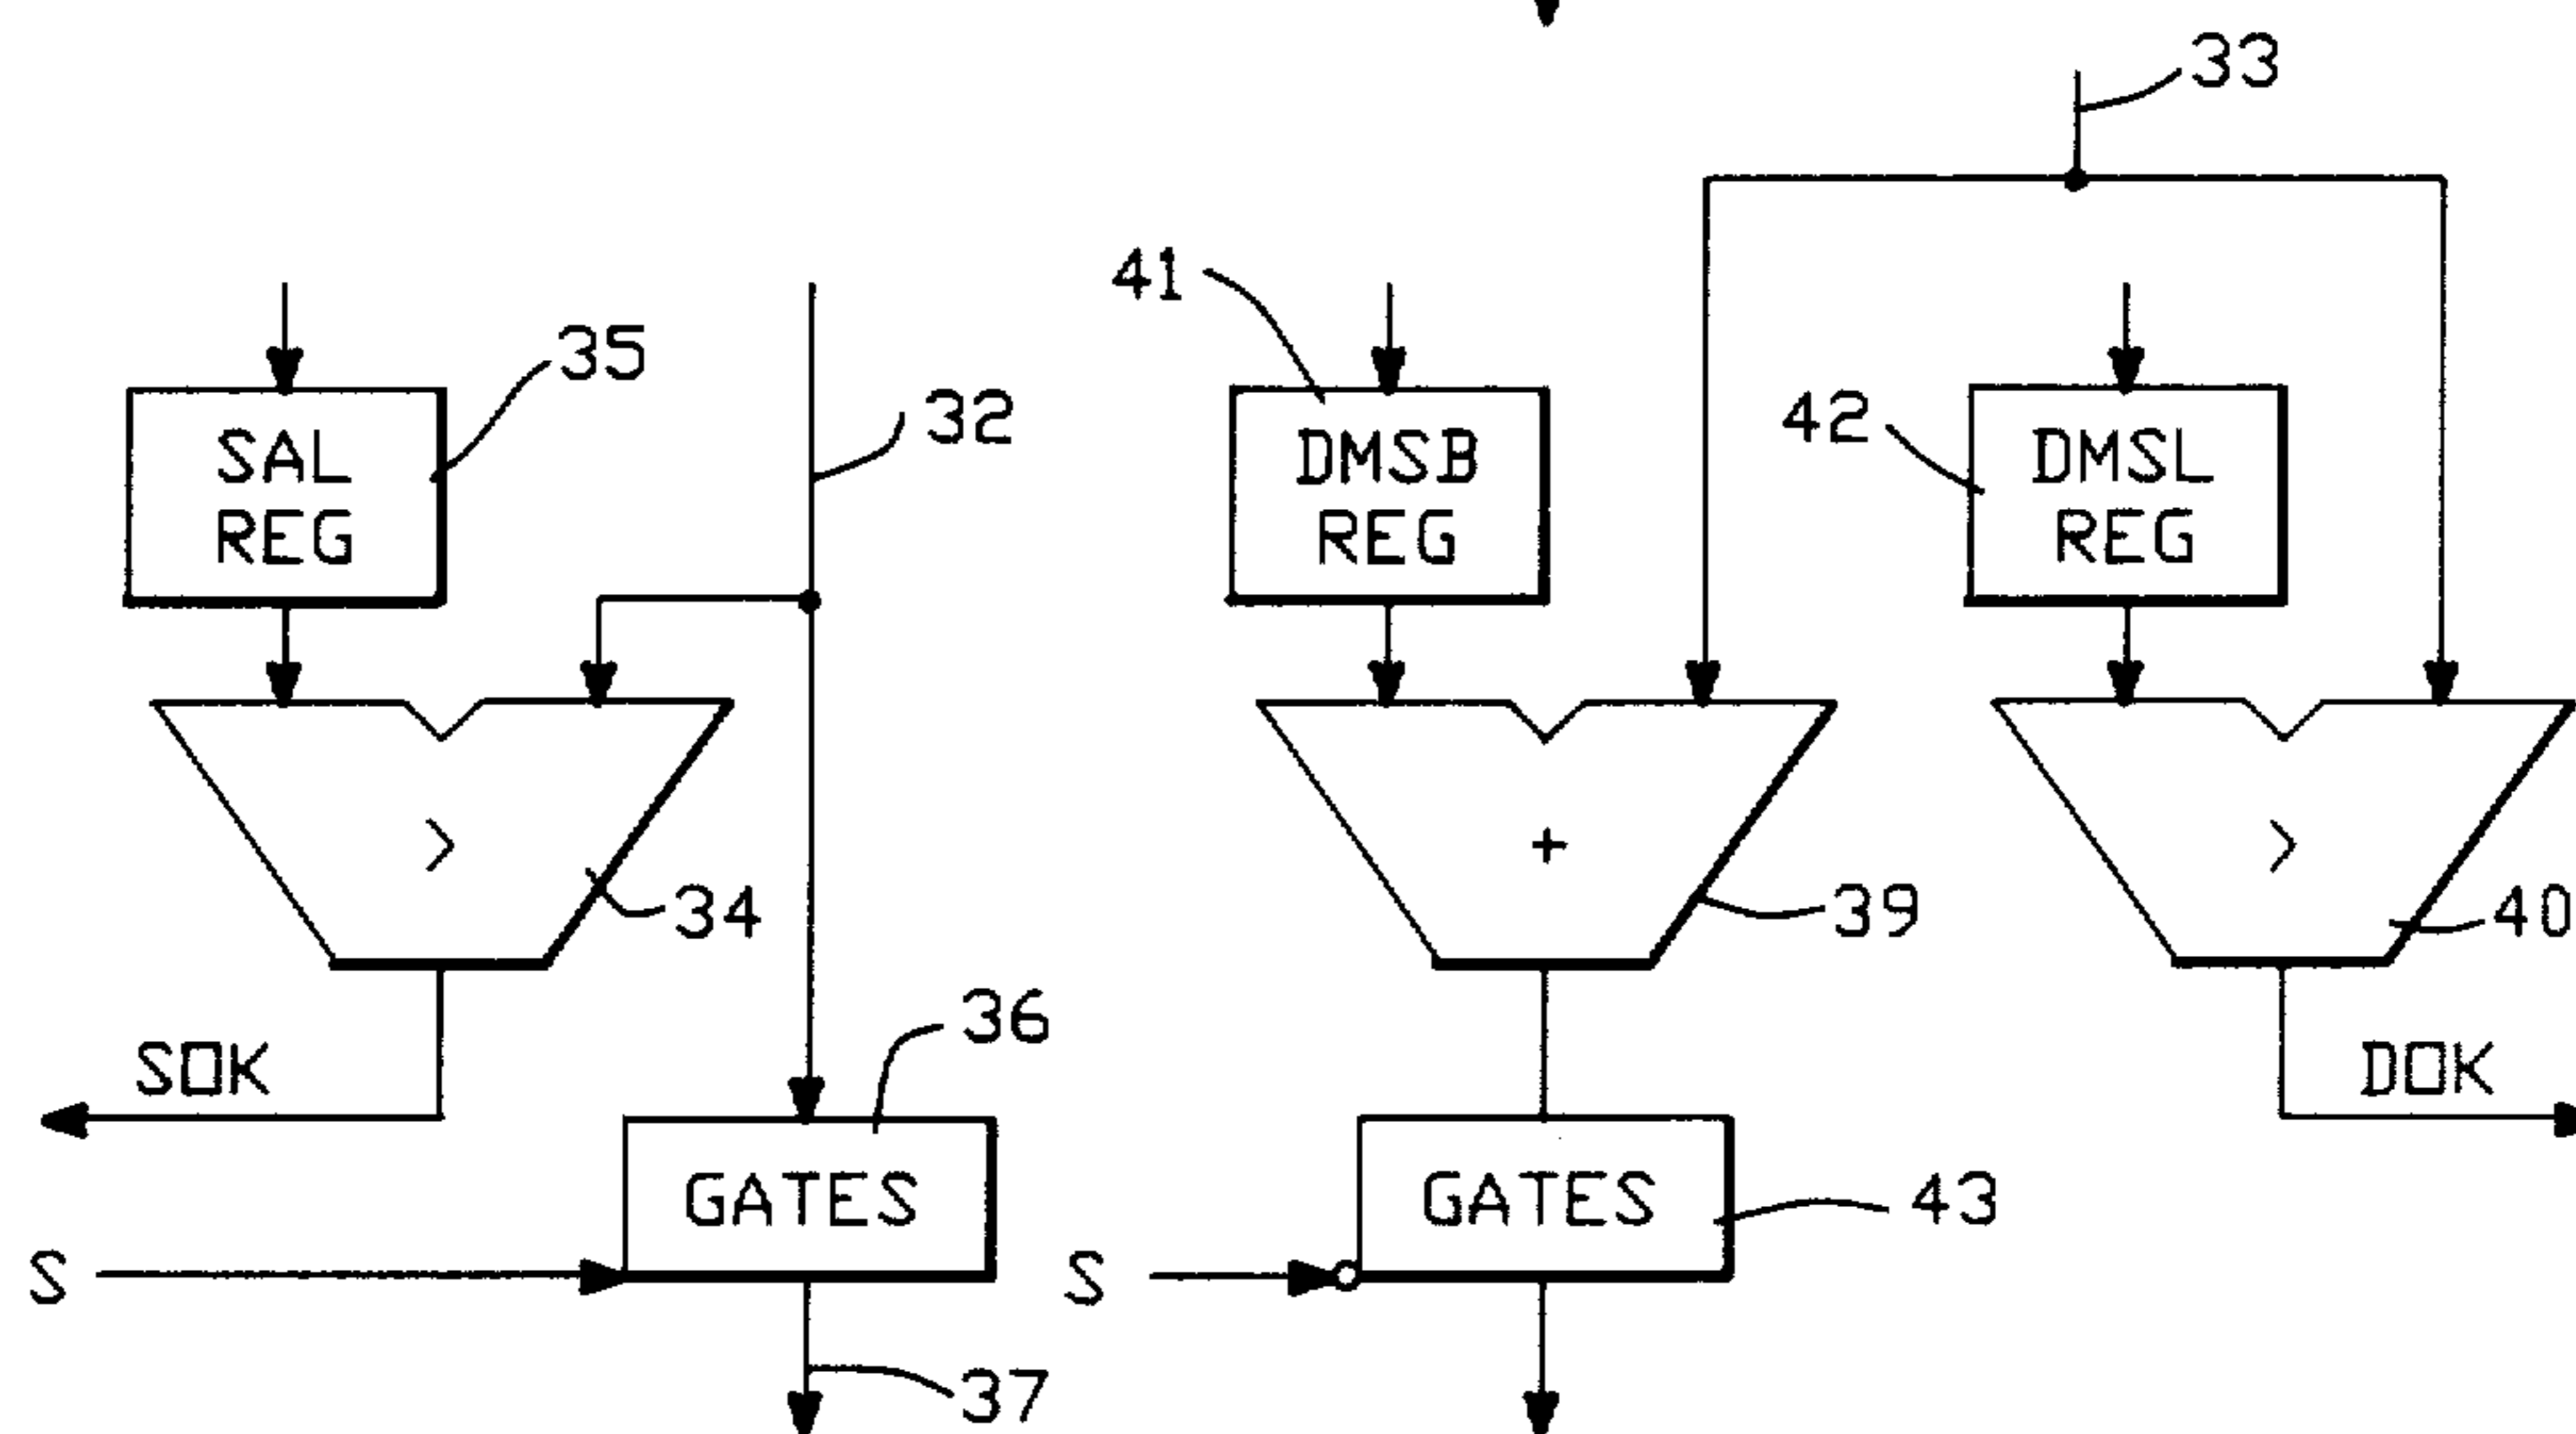 33
41
35
32
42
SAL
REG
DMSB
REG
DMSL
REG
>
+
>
34
39
40
36
SOK
DOK
GATES
GATES
43
S
S
37